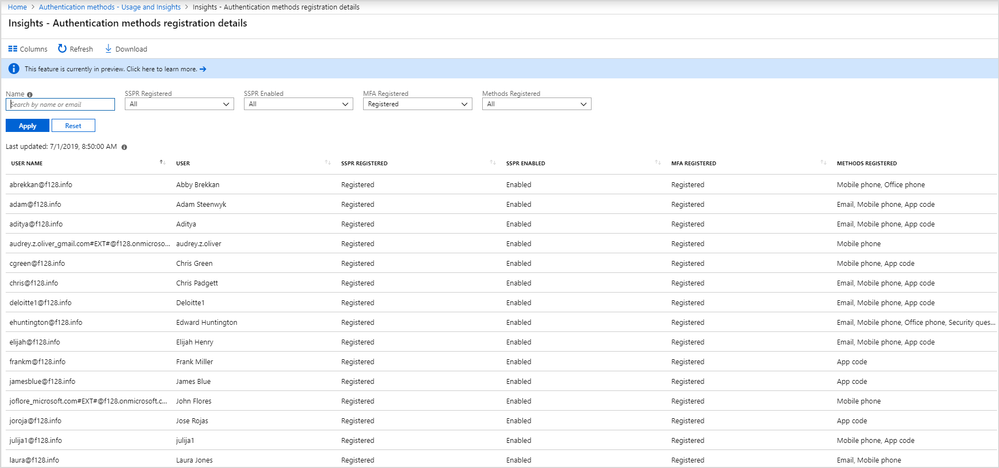 Home > Authentication methods - Usage and Insights > Insights - Authentication methods registration details
Insights - Authentication methods registration details
Columns Refresh Download
This feature is currently in preview. Click here to learn more. →
Name SSPR Registered SSPR Enabled MFA Registered Methods Registered
Search by name or email All All Registered All
Apply Reset
Last updated: 7/1/2019, 8:50:00 AM
USER NAME USER SSPR REGISTERED SSPR ENABLED MFA REGISTERED METHODS REGISTERED
abrekkan@f128.info Abby Brekkan Registered Enabled Registered Mobile phone, Office phone
adam@f128.info Adam Steenwyk Registered Enabled Registered Email, Mobile phone, App code
aditya@f128.info Aditya Registered Enabled Registered Email, Mobile phone, App code
audrey.z.oliver_gmail.com#EXT#@f128.onmicroso... audrey.z.oliver Registered Enabled Registered Mobile phone
cgreen@f128.info Chris Green Registered Enabled Registered Mobile phone, App code
chris@f128.info Chris Padgett Registered Enabled Registered Email, Mobile phone, App code
deloitte1@f128.info Deloitte1 Registered Enabled Registered Email, Mobile phone, App code
ehuntington@f128.info Edward Huntington Registered Enabled Registered Email, Mobile phone, Office phone, Security ques...
elijah@f128.info Elijah Henry Registered Enabled Registered Email, Mobile phone, App code
frankm@f128.info Frank Miller Registered Enabled Registered App code
jamesblue@f128.info James Blue Registered Enabled Registered App code
joflore_microsoft.com#EXT#@f128.onmicrosoft.c... John Flores Registered Enabled Registered Mobile phone
joroja@f128.info Jose Rojas Registered Enabled Registered App code
julija1@f128.info julija1 Registered Enabled Registered Mobile phone, App code
laura@f128.info Laura Jones Registered Enabled Registered Email, Mobile phone